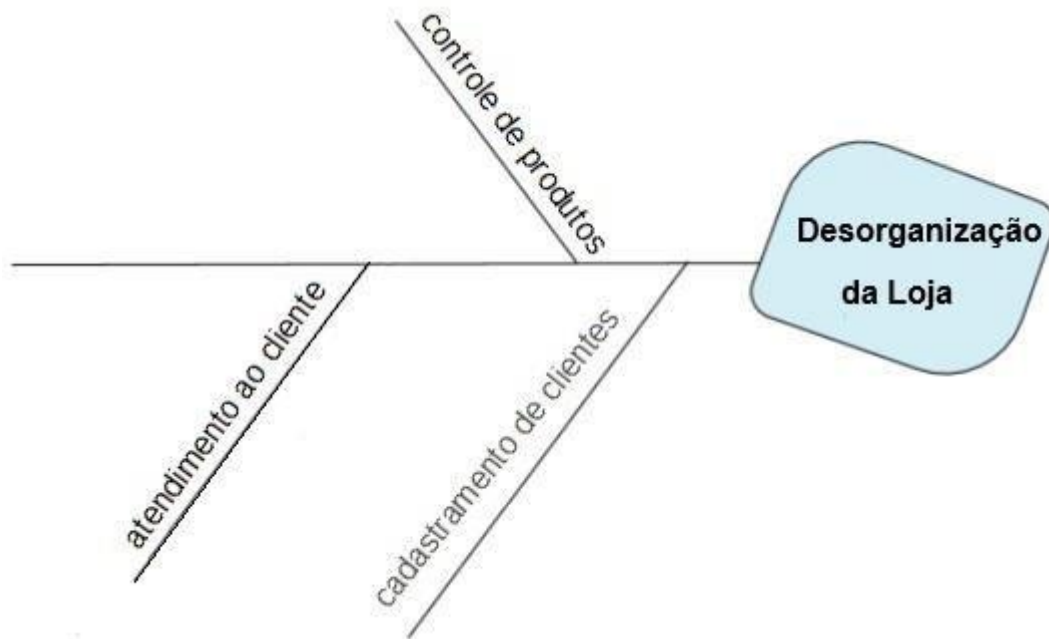 controle de produtos
Desorganização
da Loja
atendimento ao cliente
cadastramento de clientes